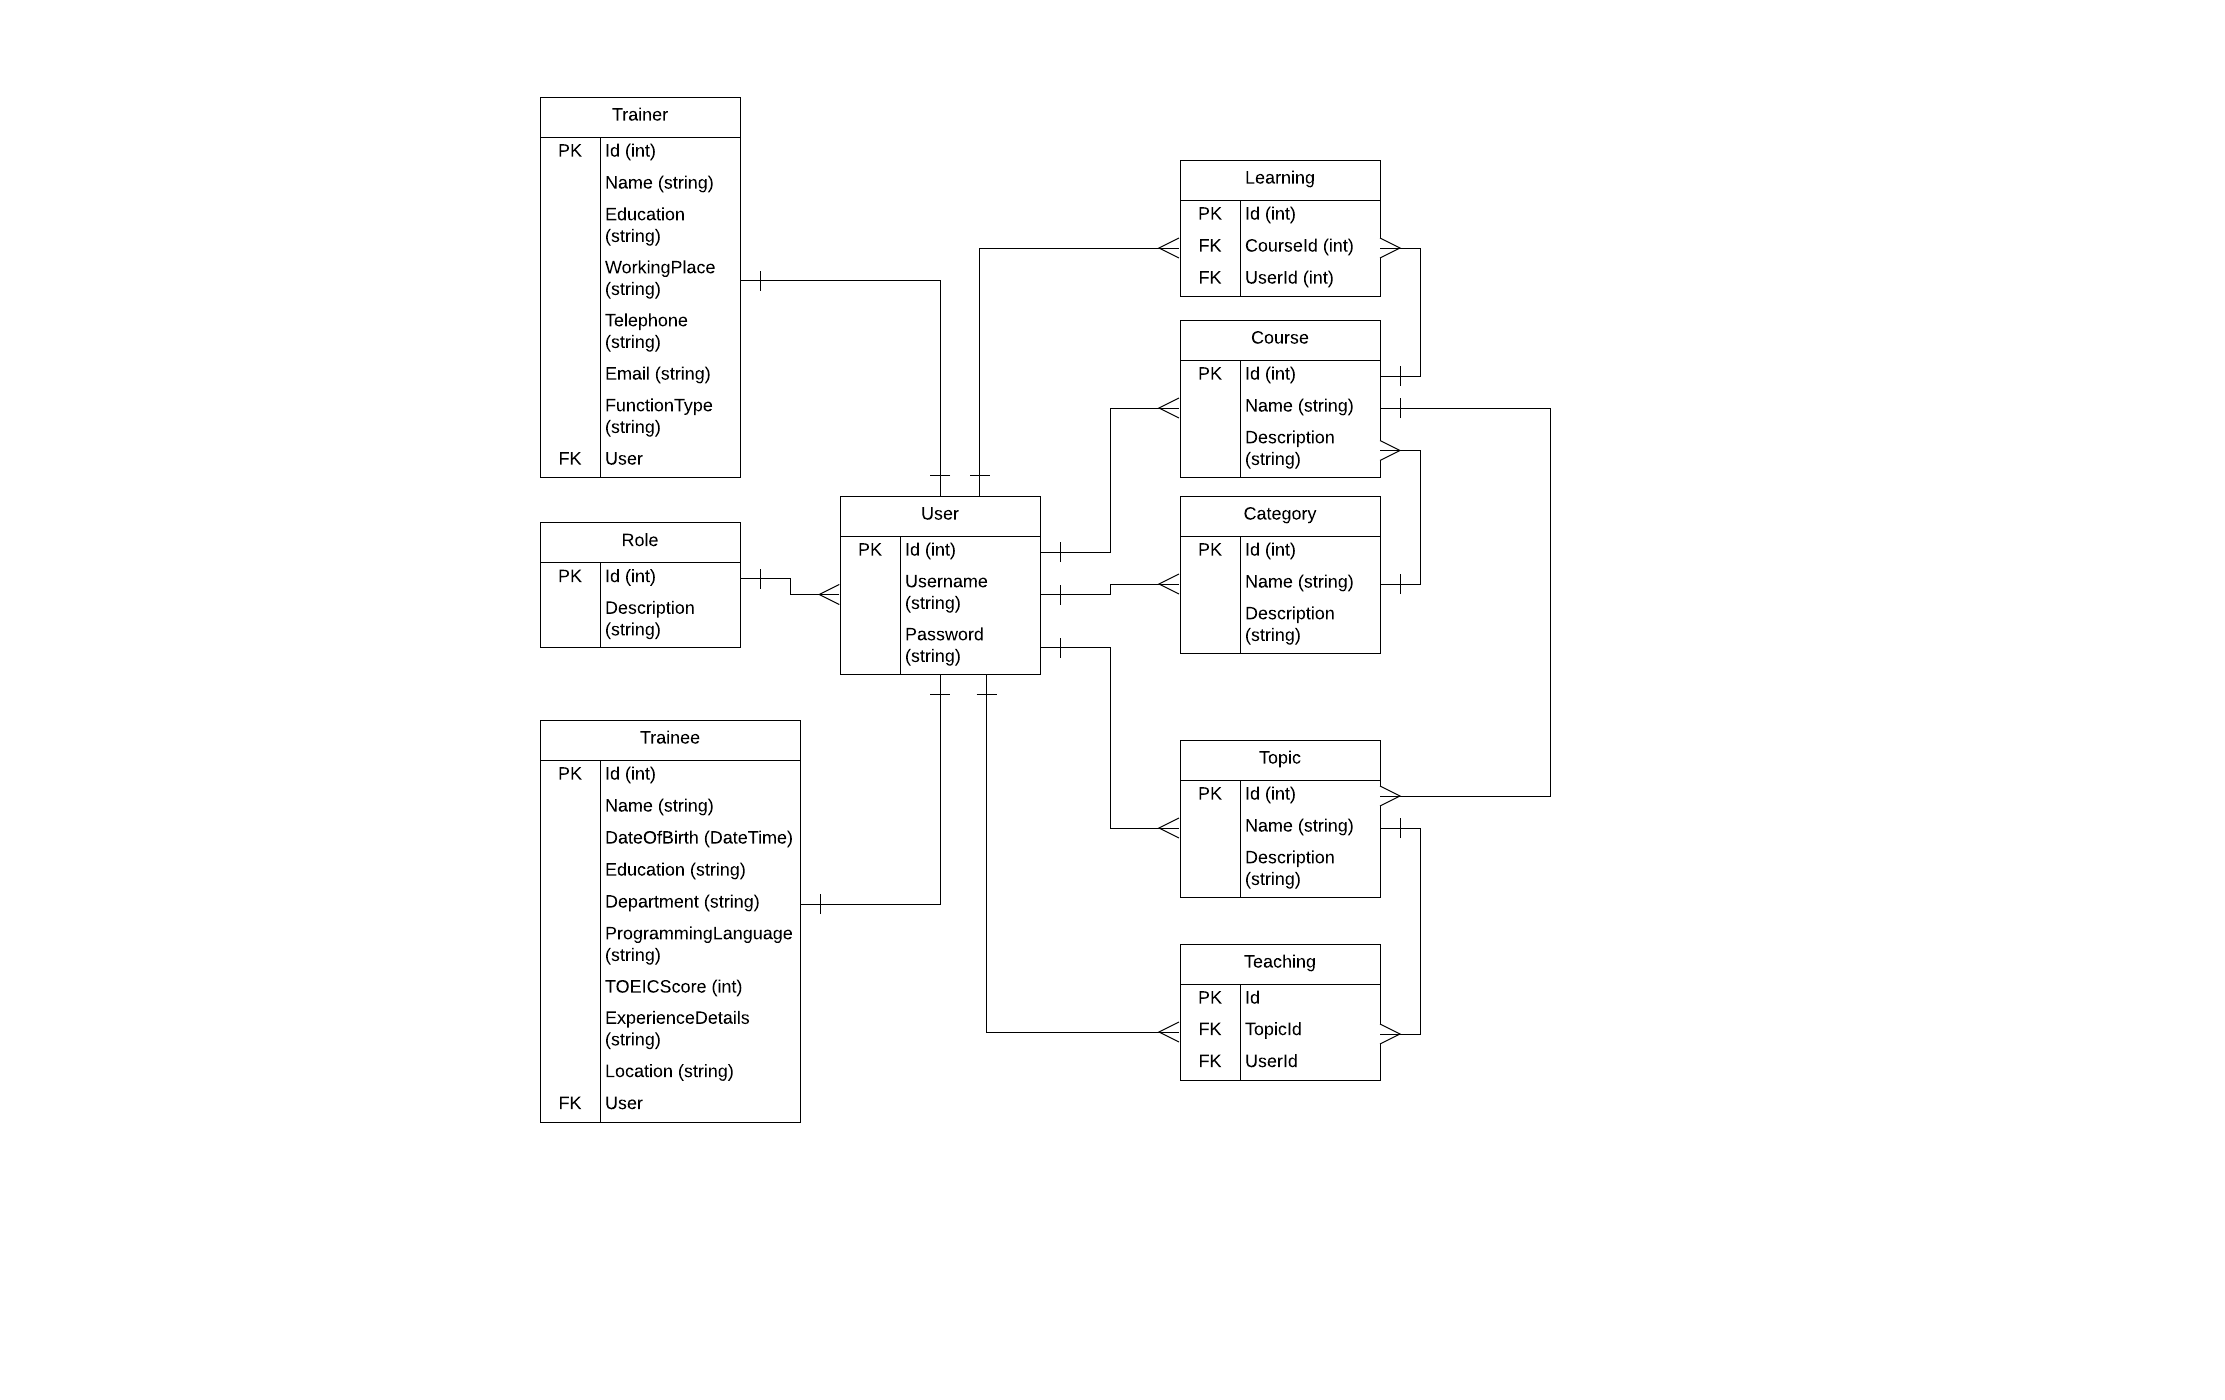 Trainer
PK Id (int)
Name (string)
Education
(string)
WorkingPlace
(string)
Telephone
(string)
Email (string)
FunctionType
(string)
FK User
Role
PK Id (int)
Description
(string)
Trainee
PK Id (int)
Name (string)
DateOfBirth (DateTime)
Education (string)
Department (string)
ProgrammingLanguage
(string)
TOEICScore (int)
ExperienceDetails
(string)
Location (string)
FK User
User
PK Id (int)
Username
(string)
Password
(string)
Learning
PK Id (int)
FK CourseId (int)
FK UserId (int)
Course
PK Id (int)
Name (string)
Description
(string)
Category
PK Id (int)
Name (string)
Description
(string)
Topic
PK Id (int)
Name (string)
Description
(string)
Teaching
PK Id
FK TopicId
FK UserId